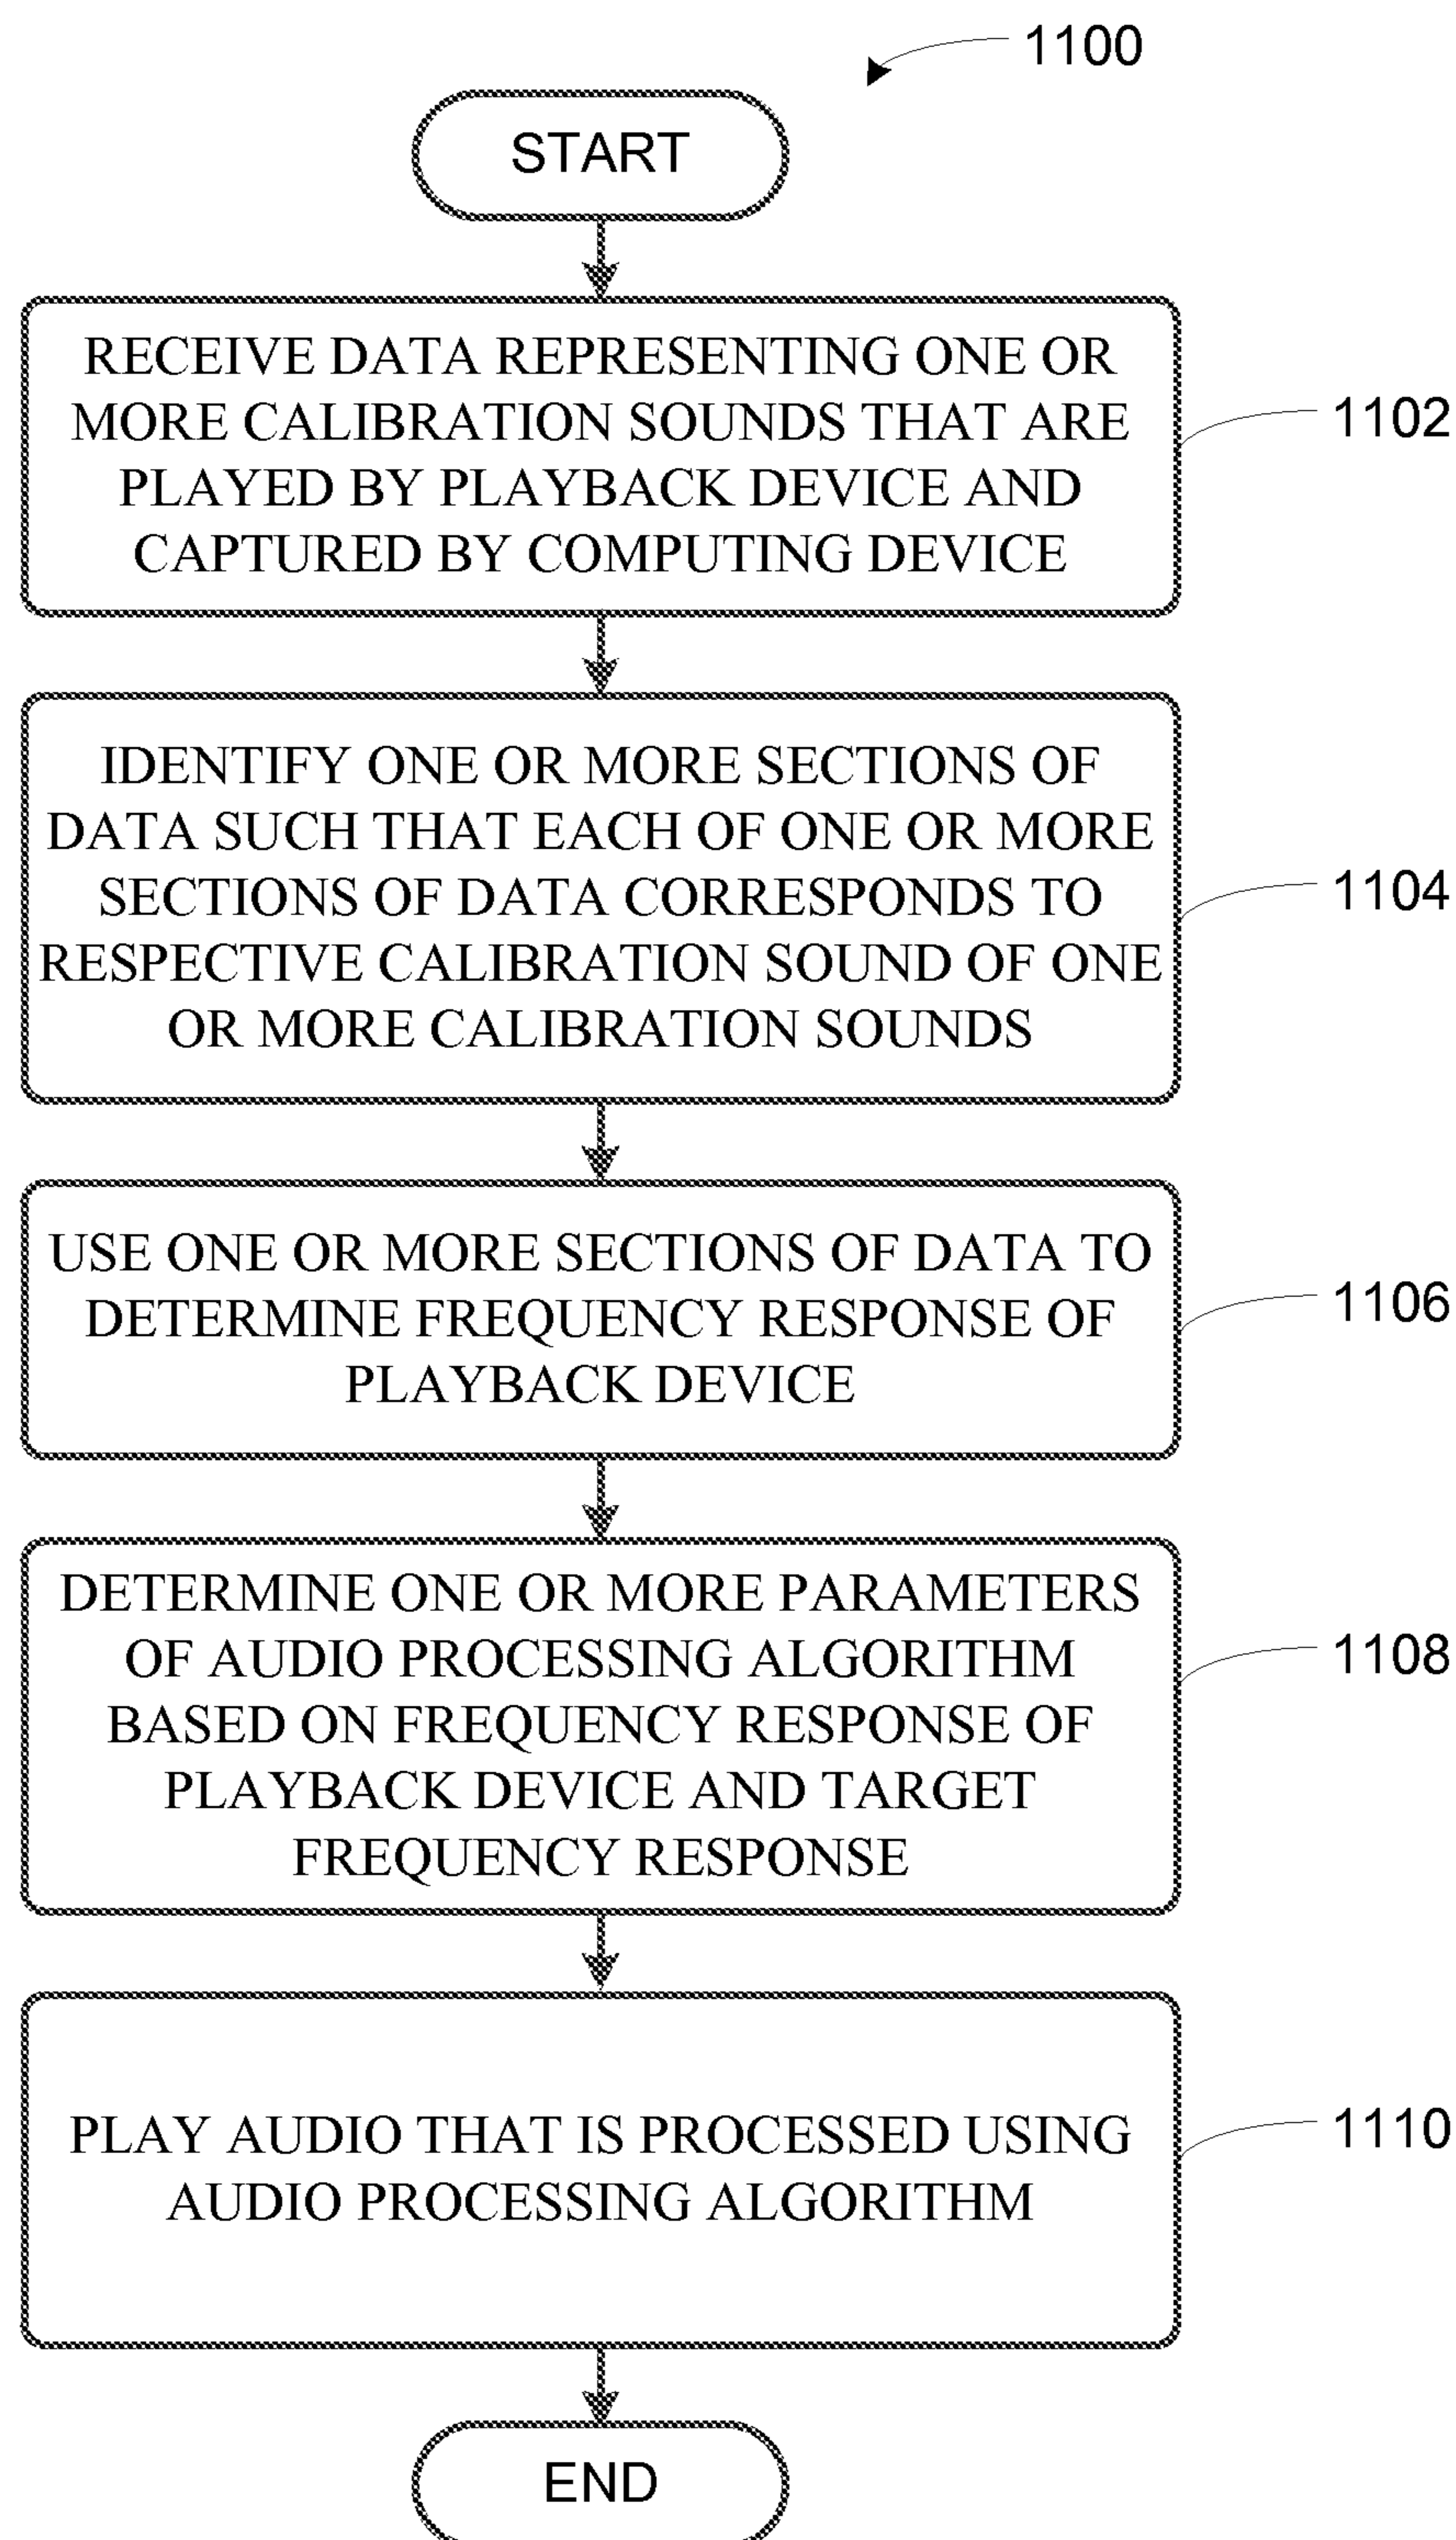 1100
START
RECEIVE DATA REPRESENTING ONE OR
MORE CALIBRATION SOUNDS THAT ARE
PLAYED BY PLAYBACK DEVICE AND
CAPTURED BY COMPUTING DEVICE
1102
IDENTIFY ONE OR MORE SECTIONS OF
DATA SUCH THAT EACH OF ONE OR MORE
SECTIONS OF DATA CORRESPONDS TO
RESPECTIVE CALIBRATION SOUND OF ONE
OR MORE CALIBRATION SOUNDS
1104
USE ONE OR MORE SECTIONS OF DATA TO
DETERMINE FREQUENCY RESPONSE OF
PLAYBACK DEVICE
1106
DETERMINE ONE OR MORE PARAMETERS
OF AUDIO PROCESSING ALGORITHM
BASED ON FREQUENCY RESPONSE OF
PLAYBACK DEVICE AND TARGET
FREQUENCY RESPONSE
1108
PLAY AUDIO THAT IS PROCESSED USING
AUDIO PROCESSING ALGORITHM
1110
END